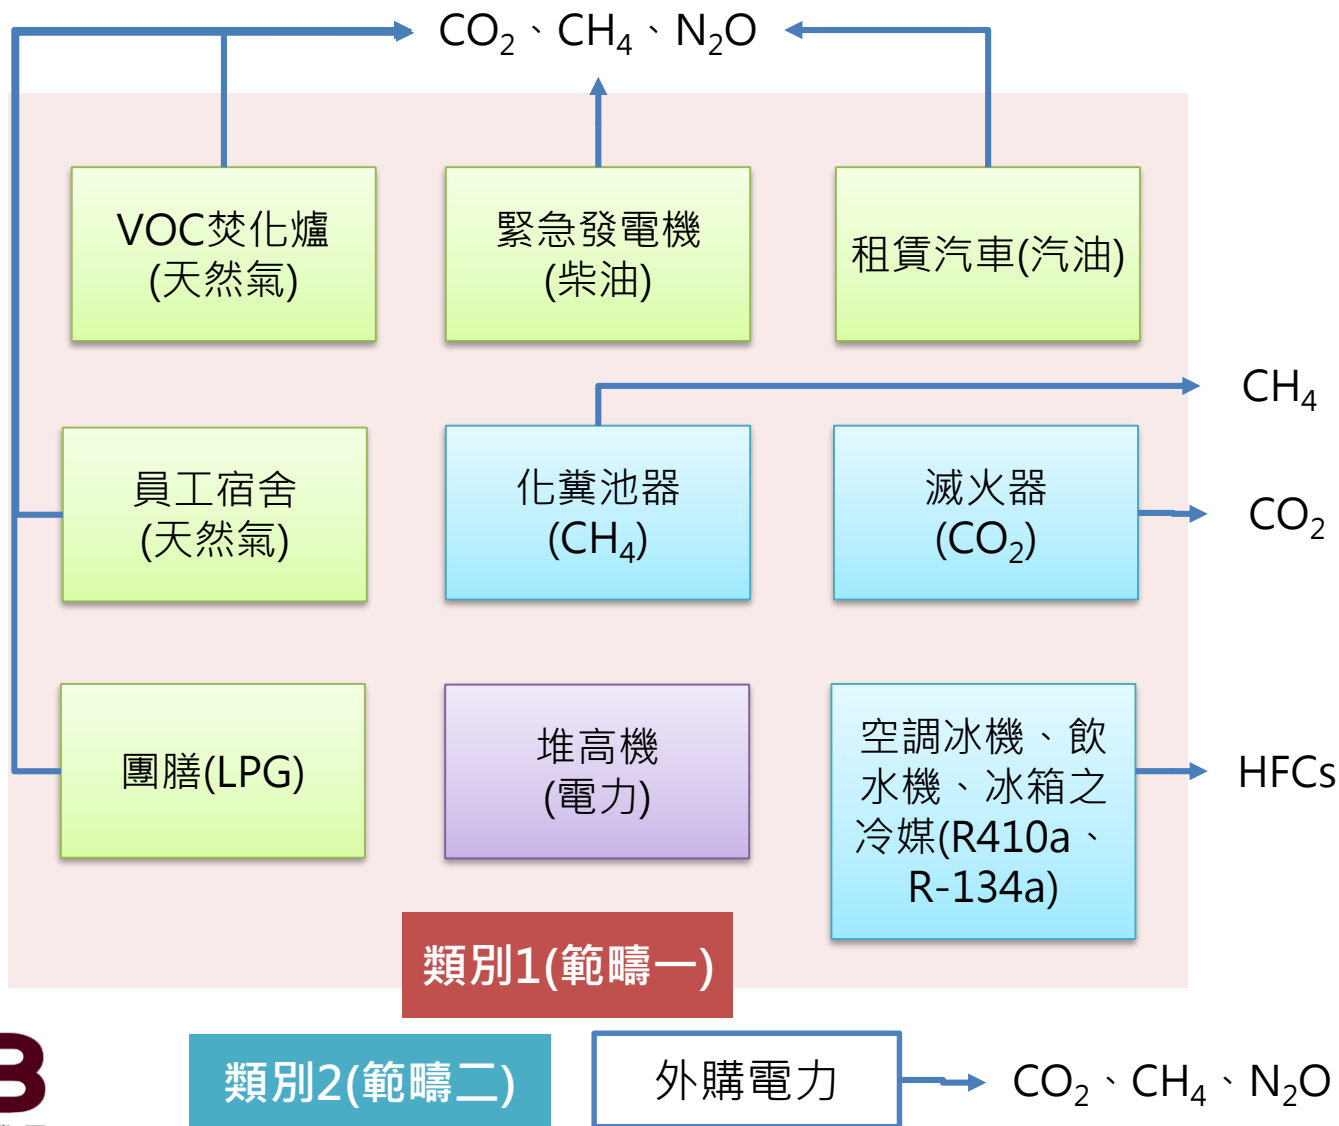 CO₂、CH₄、N₂O
VOC焚化爐
(天然氣)
緊急發電機
(柴油)
租賃汽車(汽油)
CH₄
員工宿舍
(天然氣)
化糞池器
(CH₄)
滅火器
(CO₂)
CO₂
團膳(LPG)
堆高機
(電力)
空調冰機、飲
水機、冰箱之
冷媒(R410a、
R-134a)
HFCs
類別1(範疇一)
類別2(範疇二)
外購電力
CO₂、CH₄、N₂O